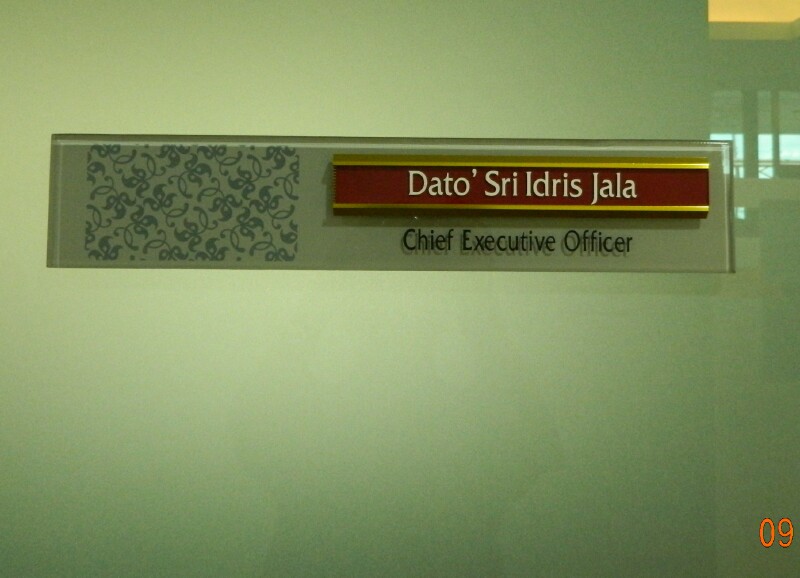 Dato' Sri Idris Jala
Chief Executive Officer
09